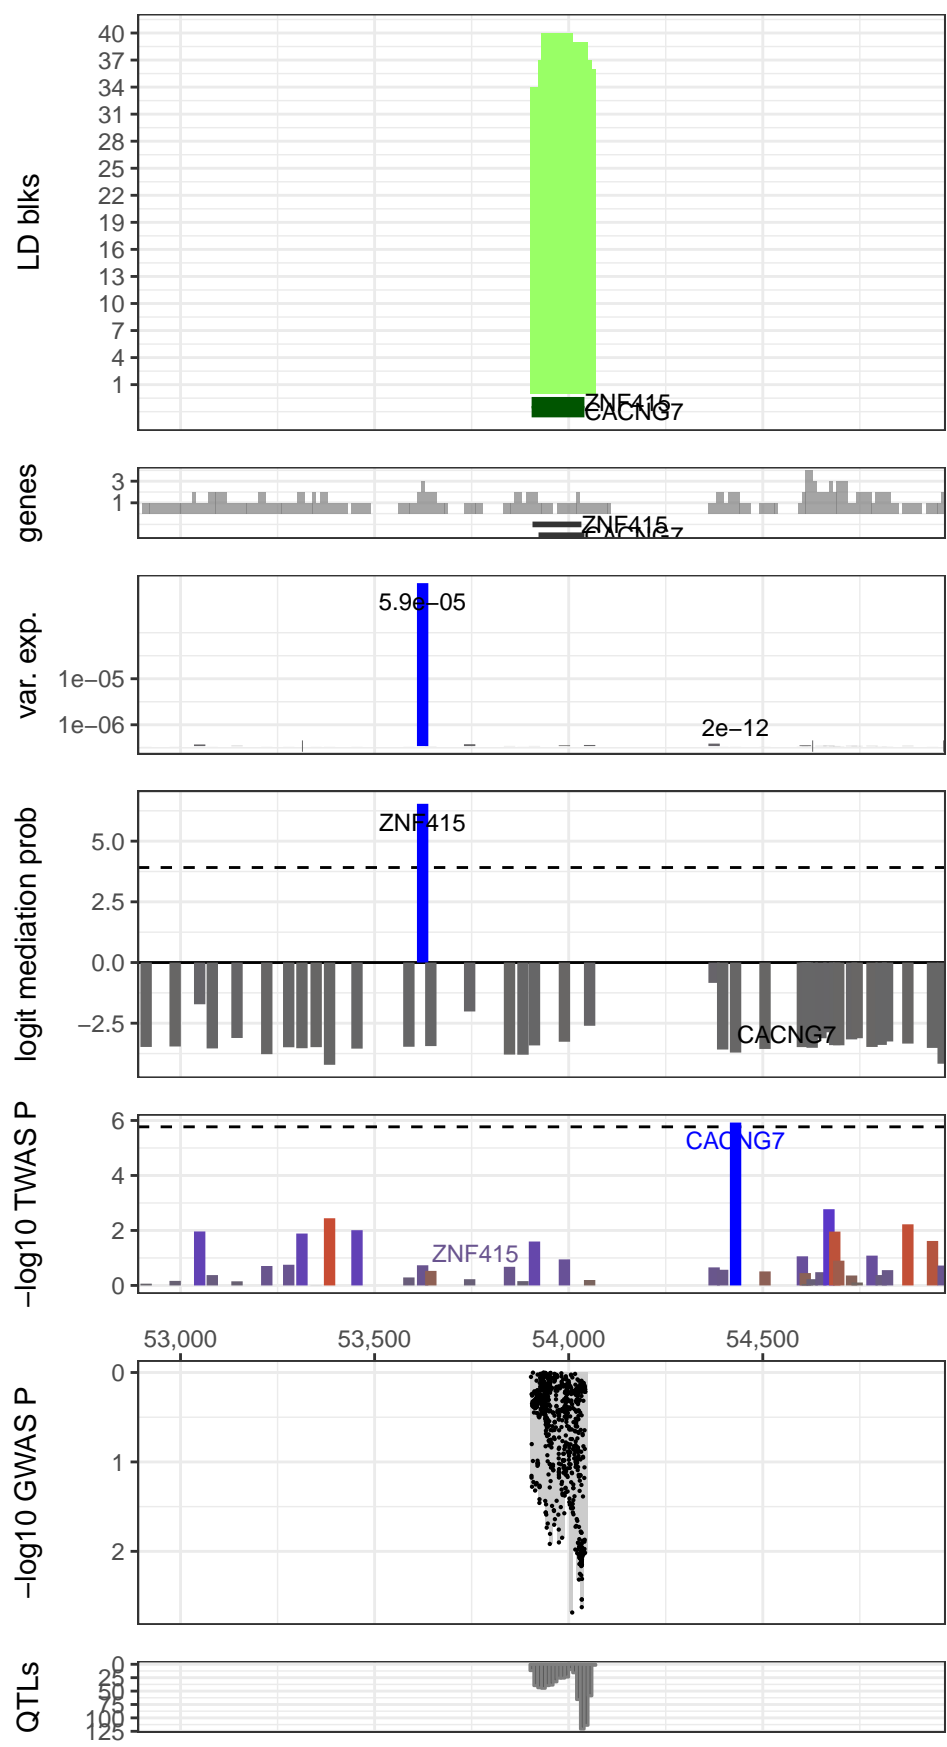 LD blks
40
37
34
31
28
25
22
19
16
13
10
7
4
1
ZNF415
CACNG7
genes
3
1
ZNF415
CACNG7
var. exp.
5.9e−05
1e−05
1e−06
2e−12
logit mediation prob
5.0
2.5
0.0
−2.5
ZNF415
CACNG7
−log10 TWAS P
6
4
2
0
CACNG7
ZNF415
53,000
53,500
54,000
54,500
−log10 GWAS P
0
1
2
QTLs
0
25
50
75
100
125